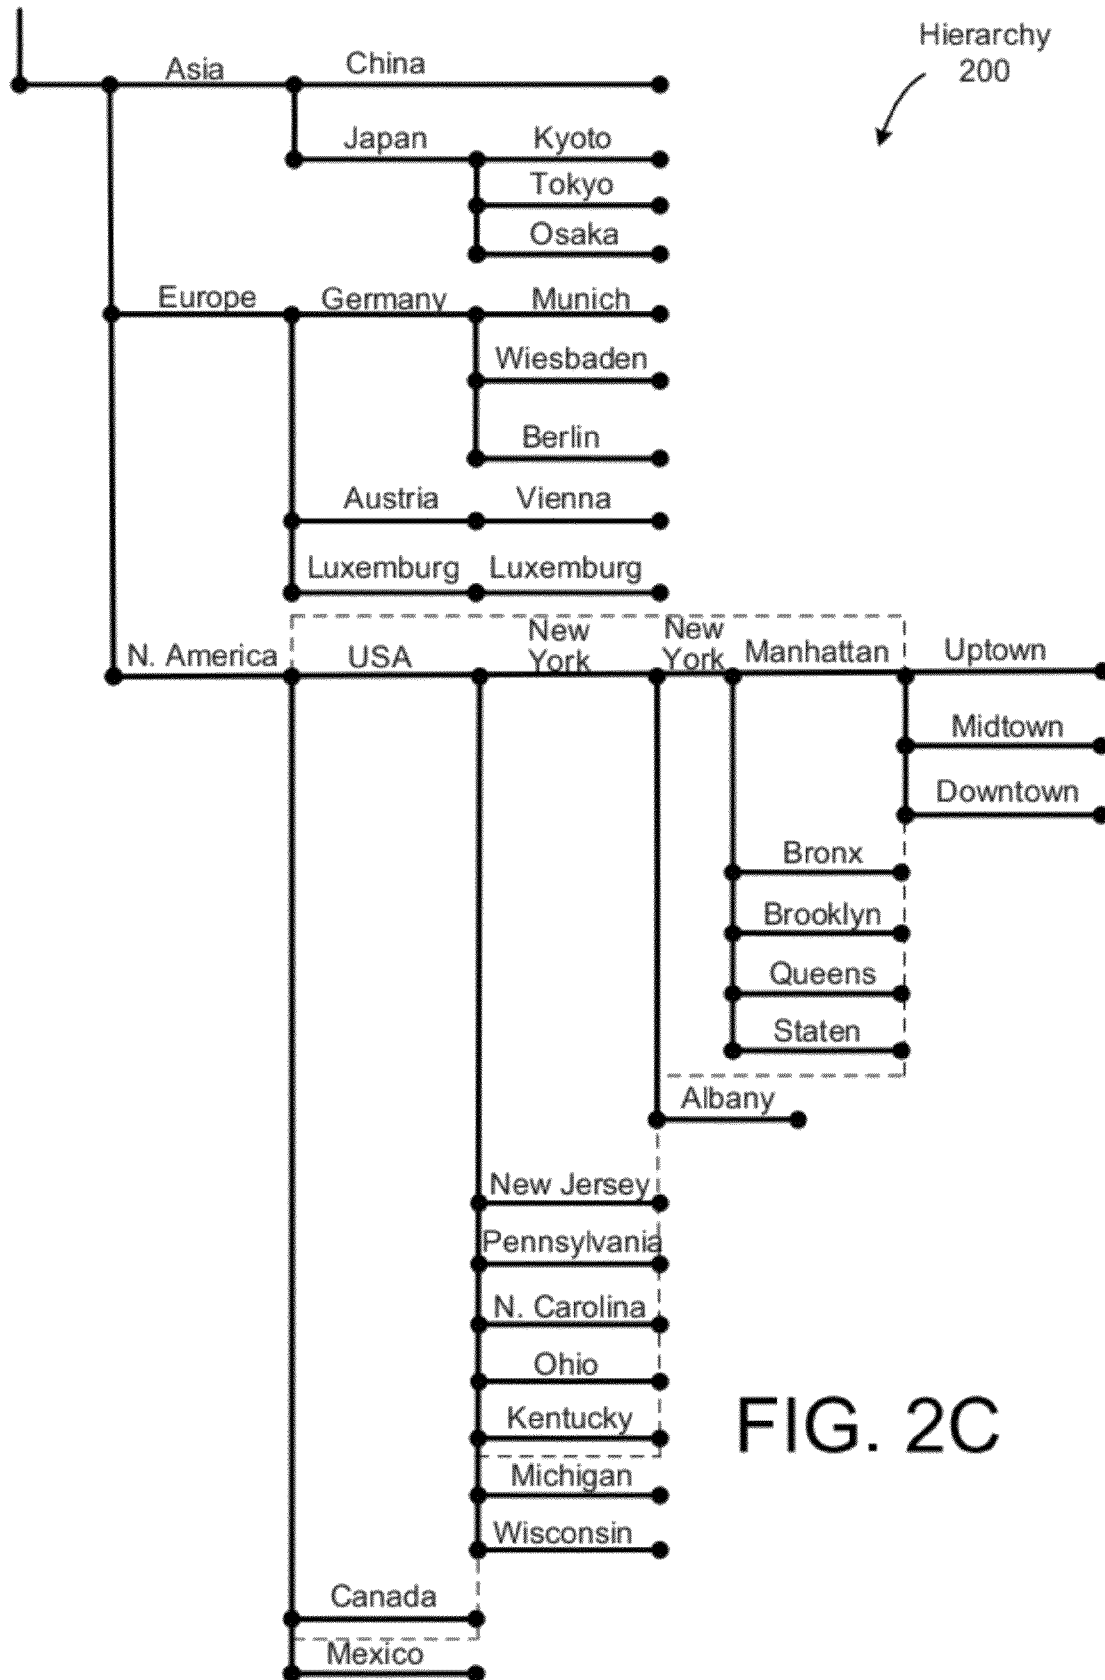 Hierarchy
200
Asia
China
Japan
Kyoto
Tokyo
Osaka
Europe
Germany
Munich
Wiesbaden
Berlin
Austria
Vienna
Luxemburg
Luxemburg
N. America
USA
New
York
New
York
Manhattan
Uptown
Midtown
Downtown
Bronx
Brooklyn
Queens
Staten
Albany
New Jersey
Pennsylvania
N. Carolina
Ohio
Kentucky
Michigan
Wisconsin
Canada
Mexico
FIG. 2C